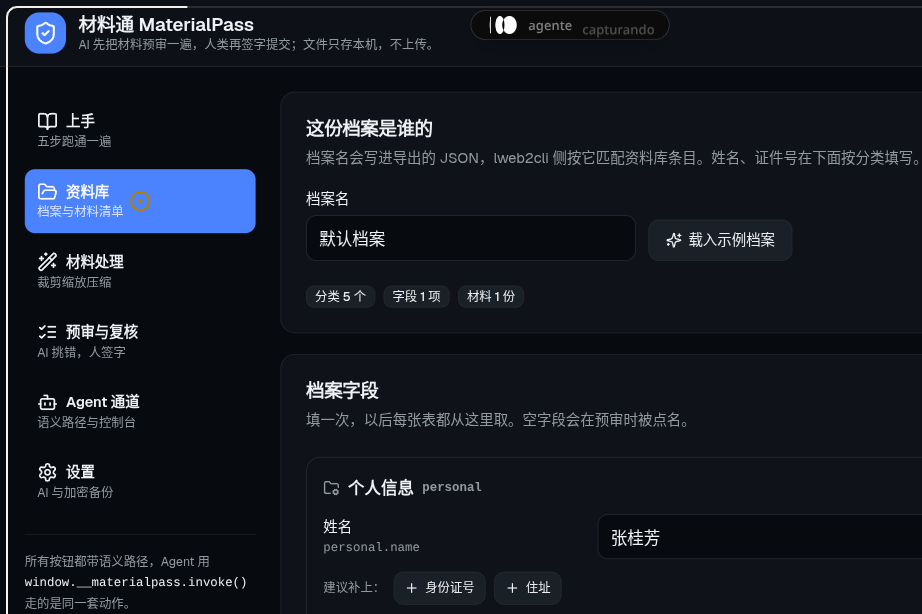 材料通 MaterialPass
AI 先把材料预审一遍，人类再签字提交；文件只存本机，不上传。
agente
capturando
上手
五步跑通一遍
资料库
档案与材料清单
材料处理
裁剪缩放压缩
预审与复核
AI 挑错，人签字
Agent 通道
语义路径与控制台
设置
AI 与加密备份
所有按钮都带语义路径，Agent 用
window.__materialpass.invoke()
走的是同一套动作。
这份档案是谁的
档案名会写进导出的 JSON，lweb2cli 侧按它匹配资料库条目。姓名、证件号在下面按分类填写。
档案名
默认档案
载入示例档案
分类 5 个
字段 1 项
材料 1 份
档案字段
填一次，以后每张表都从这里取。空字段会在预审时被点名。
个人信息 personal
姓名
personal.name
张桂芳
建议补上：
+ 身份证号
+ 住址